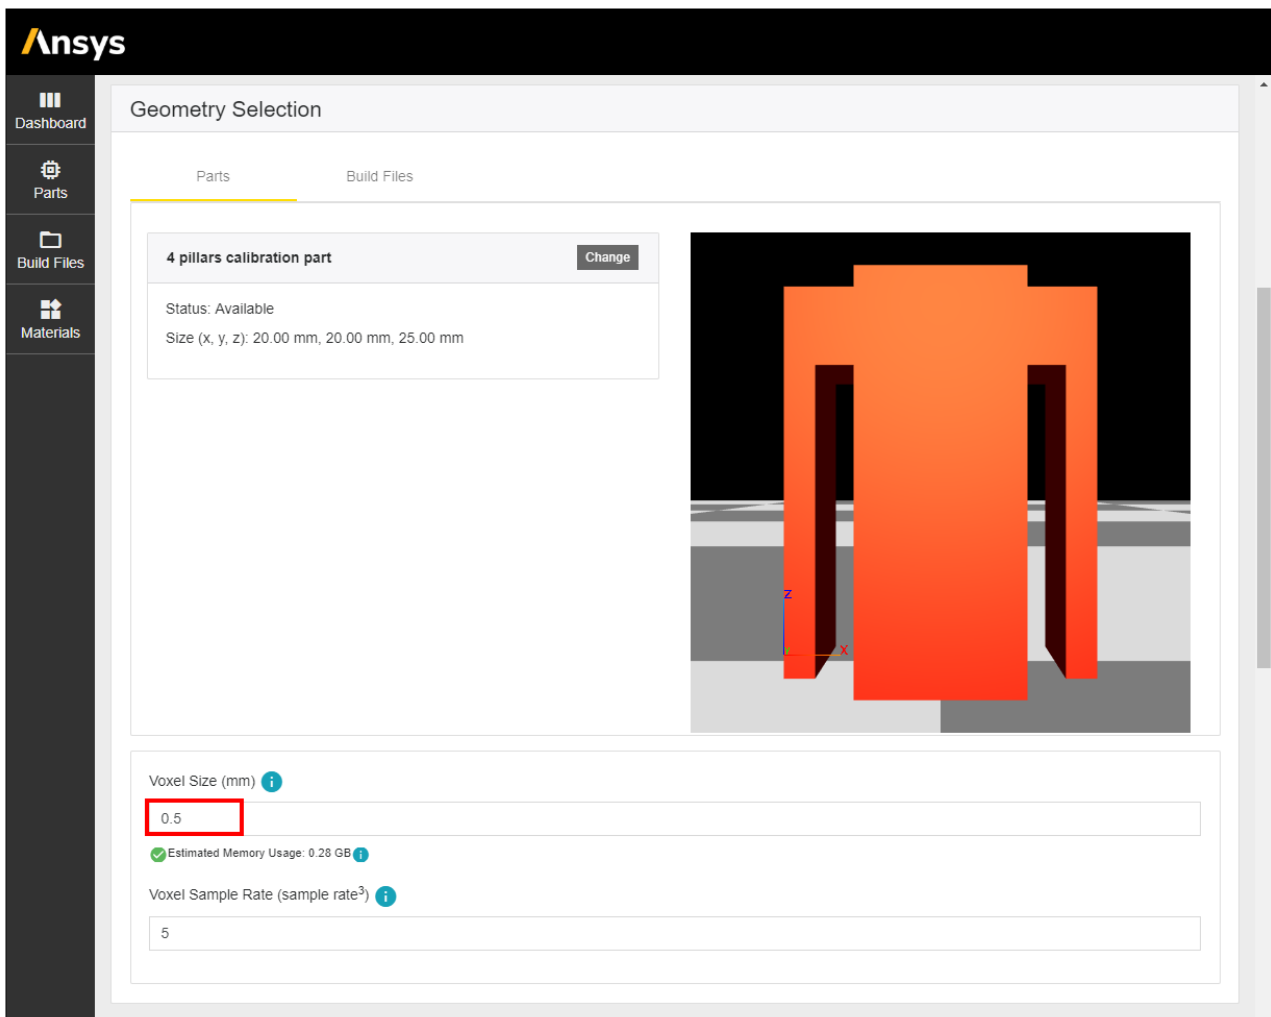 Ansys
Dashboard
Parts
Build Files
Materials
Geometry Selection
Parts
Build Files
4 pillars calibration part
Change
Status: Available
Size (x, y, z): 20.00 mm, 20.00 mm, 25.00 mm
Z
y
X
Voxel Size (mm) i
0.5
Estimated Memory Usage: 0.28 GB i
Voxel Sample Rate (sample rate³) i
5